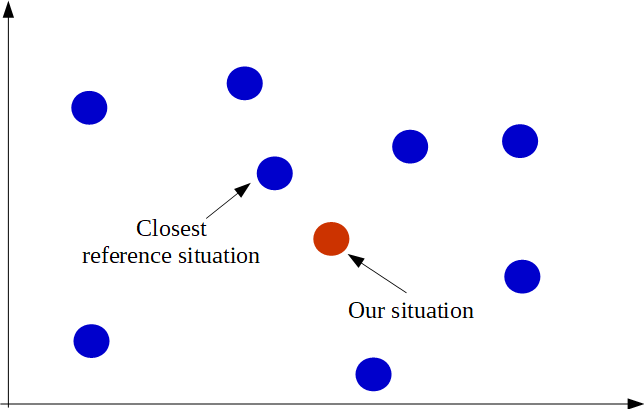 Closest
reference situation
Our situation